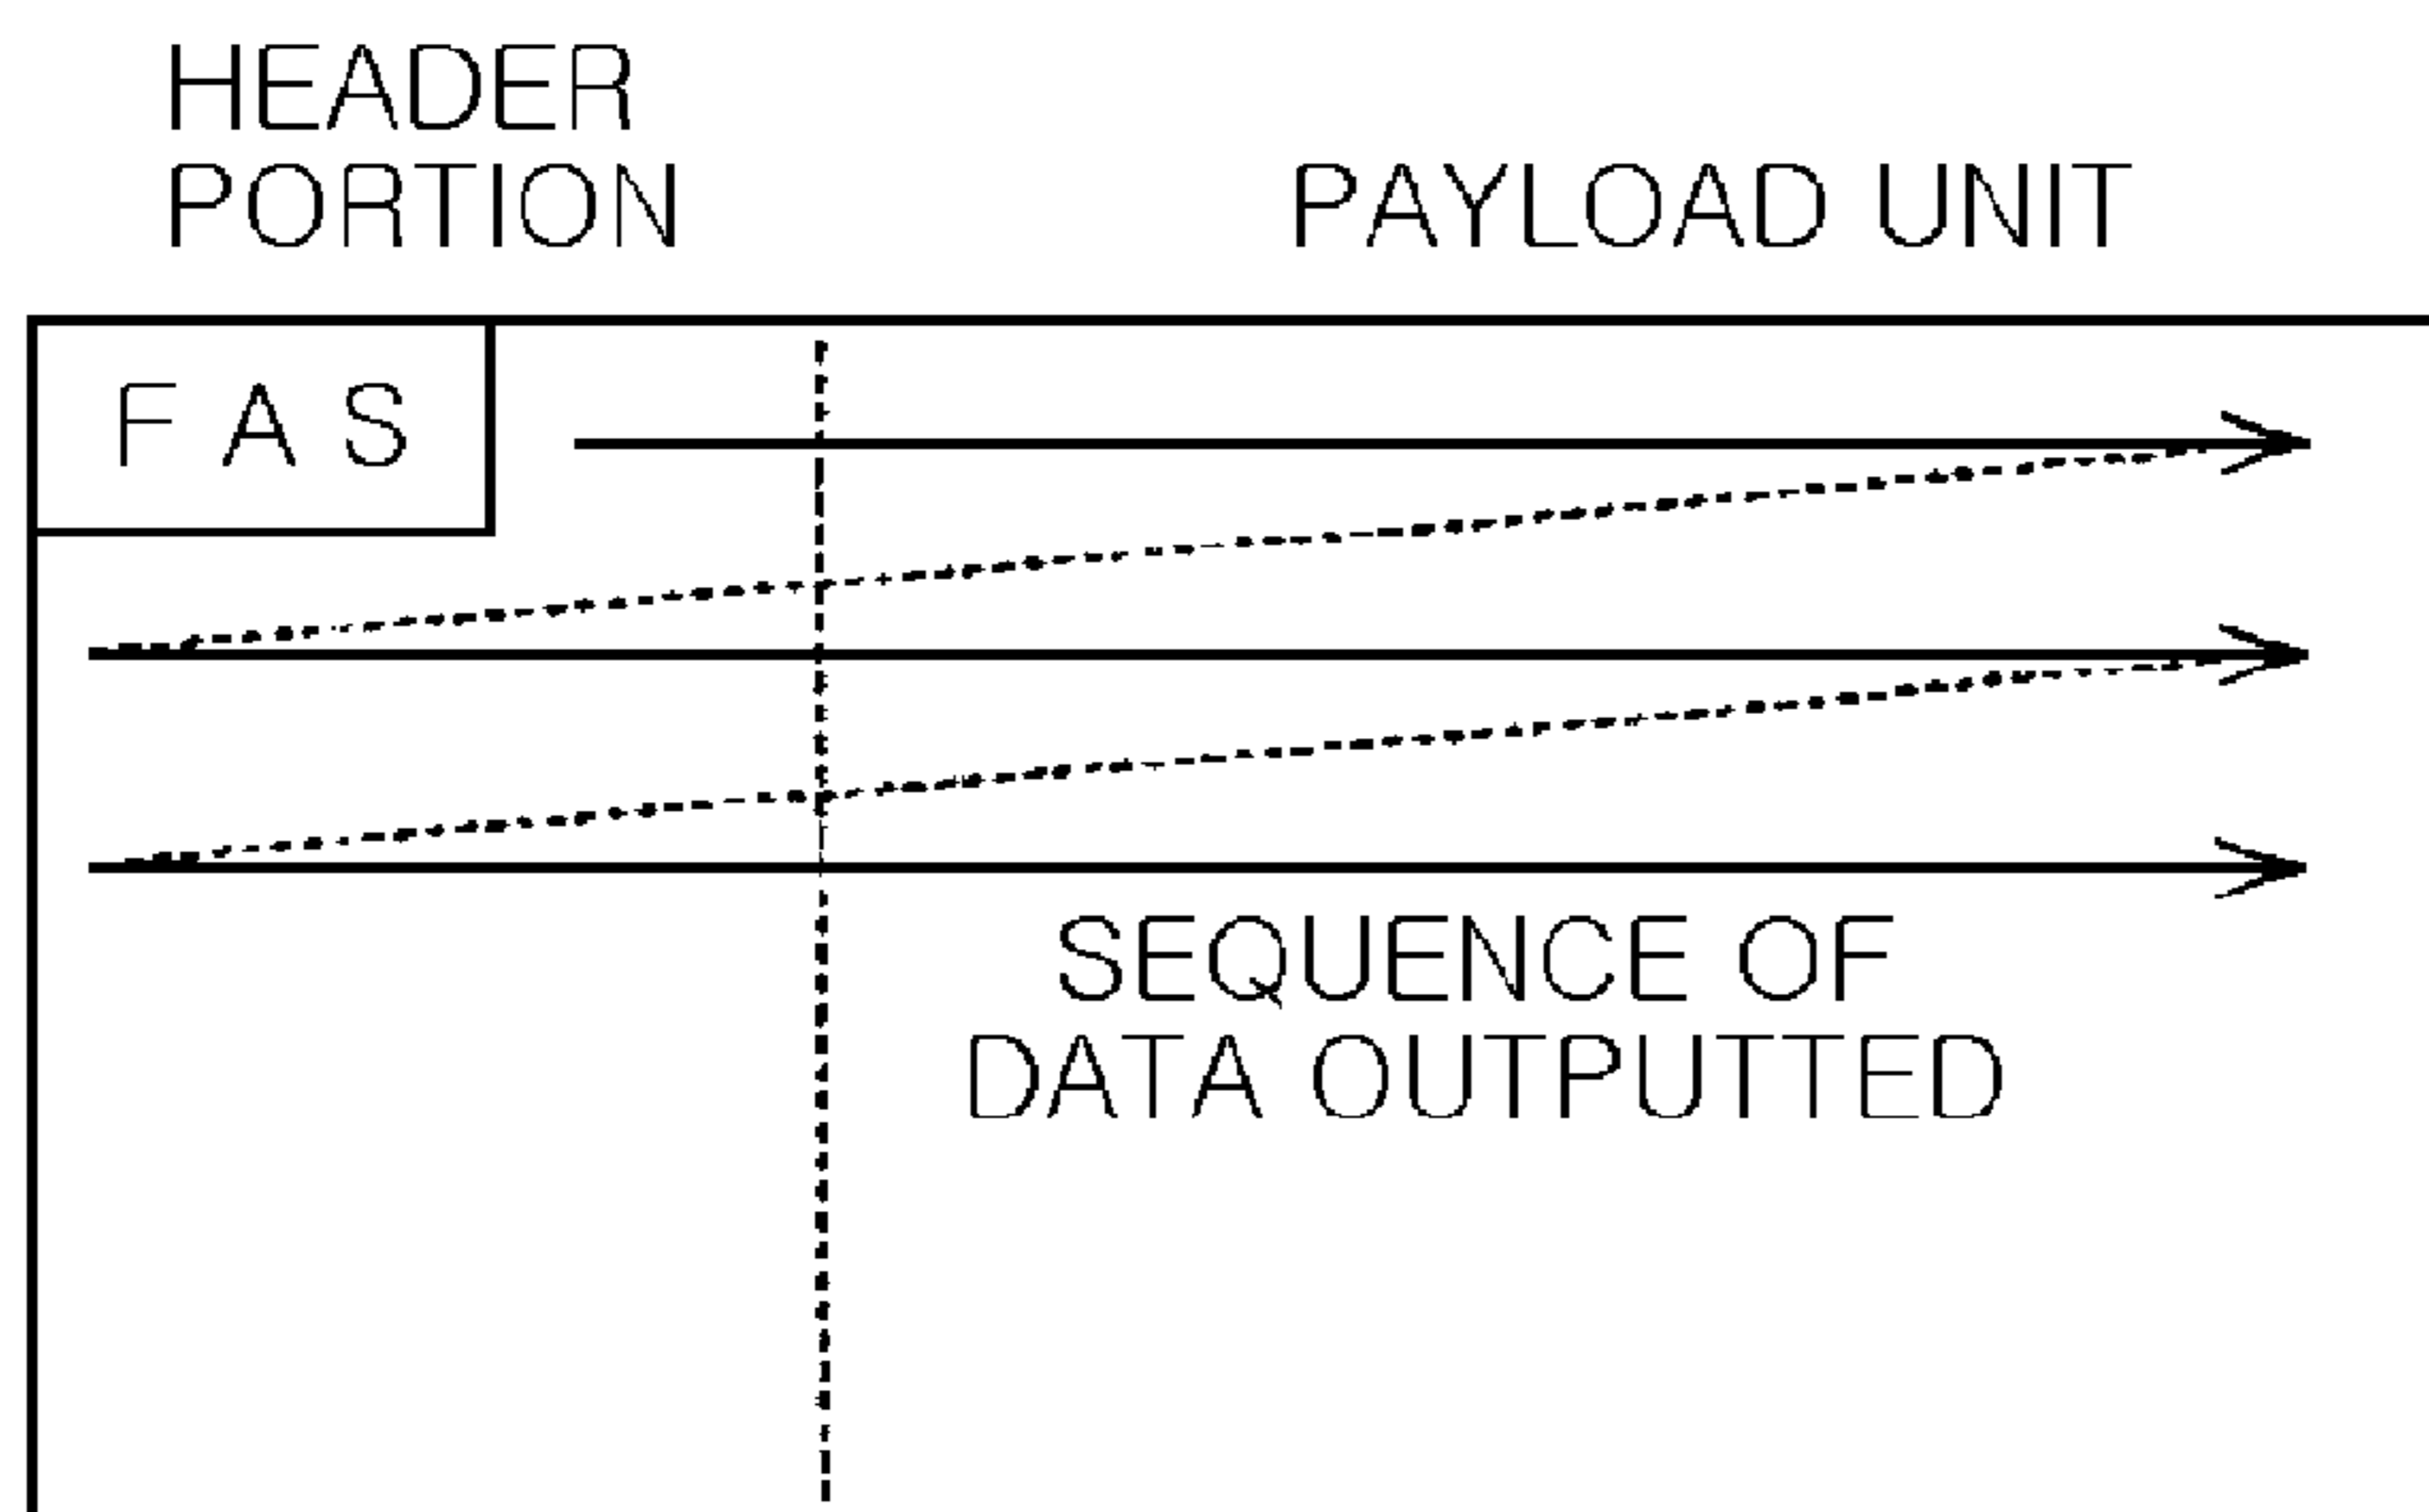 HEADER
PORTION
PAYLOAD UNIT
F A S
SEQUENCE OF
DATA OUTPUTTED